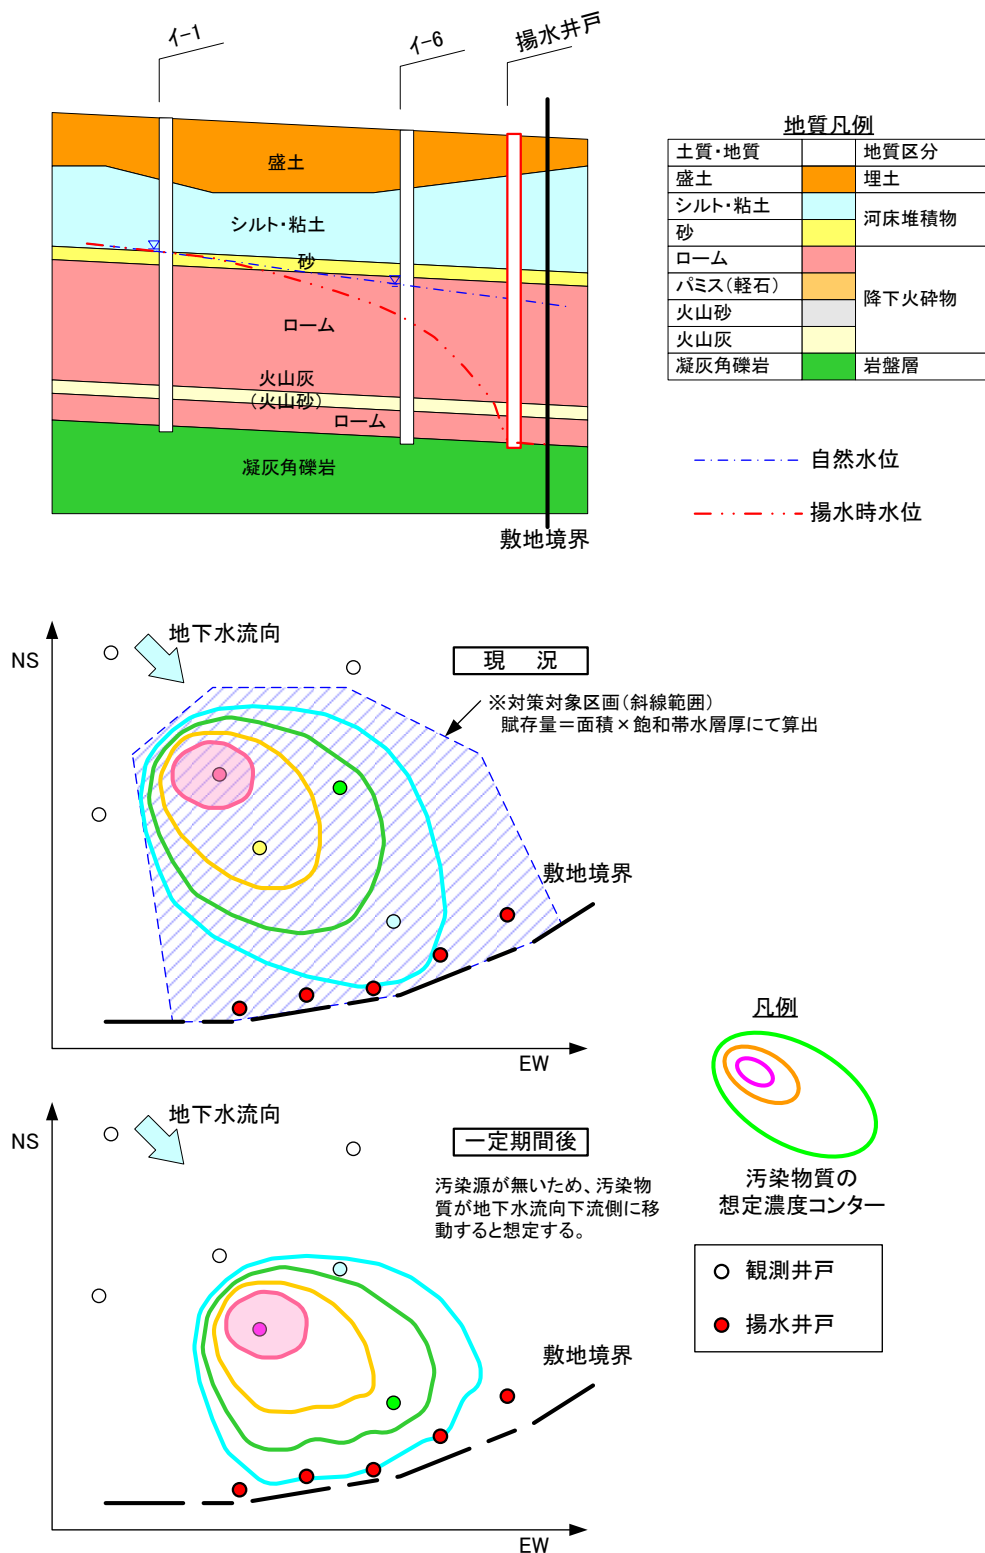 イ-1
イ-6
揚水井戸
盛土
シルト・粘土
砂
ローム
火山灰
(火山砂)
ローム
凝灰角礫岩
敷地境界
地質凡例
土質・地質 地質区分
盛土 埋土
シルト・粘土 河床堆積物
砂
ローム 降下火砕物
パミス(軽石)
火山砂
火山灰
凝灰角礫岩 岩盤層
自然水位
揚水時水位
NS
地下水流向
現 況
※対策対象区画(斜線範囲)
賦存量=面積×飽和帯水層厚にて算出
敷地境界
EW
凡例
汚染物質の
想定濃度コンター
観測井戸
揚水井戸
NS
地下水流向
一定期間後
汚染源が無いため、汚染物
質が地下水流向下流側に移
動すると想定する。
敷地境界
EW